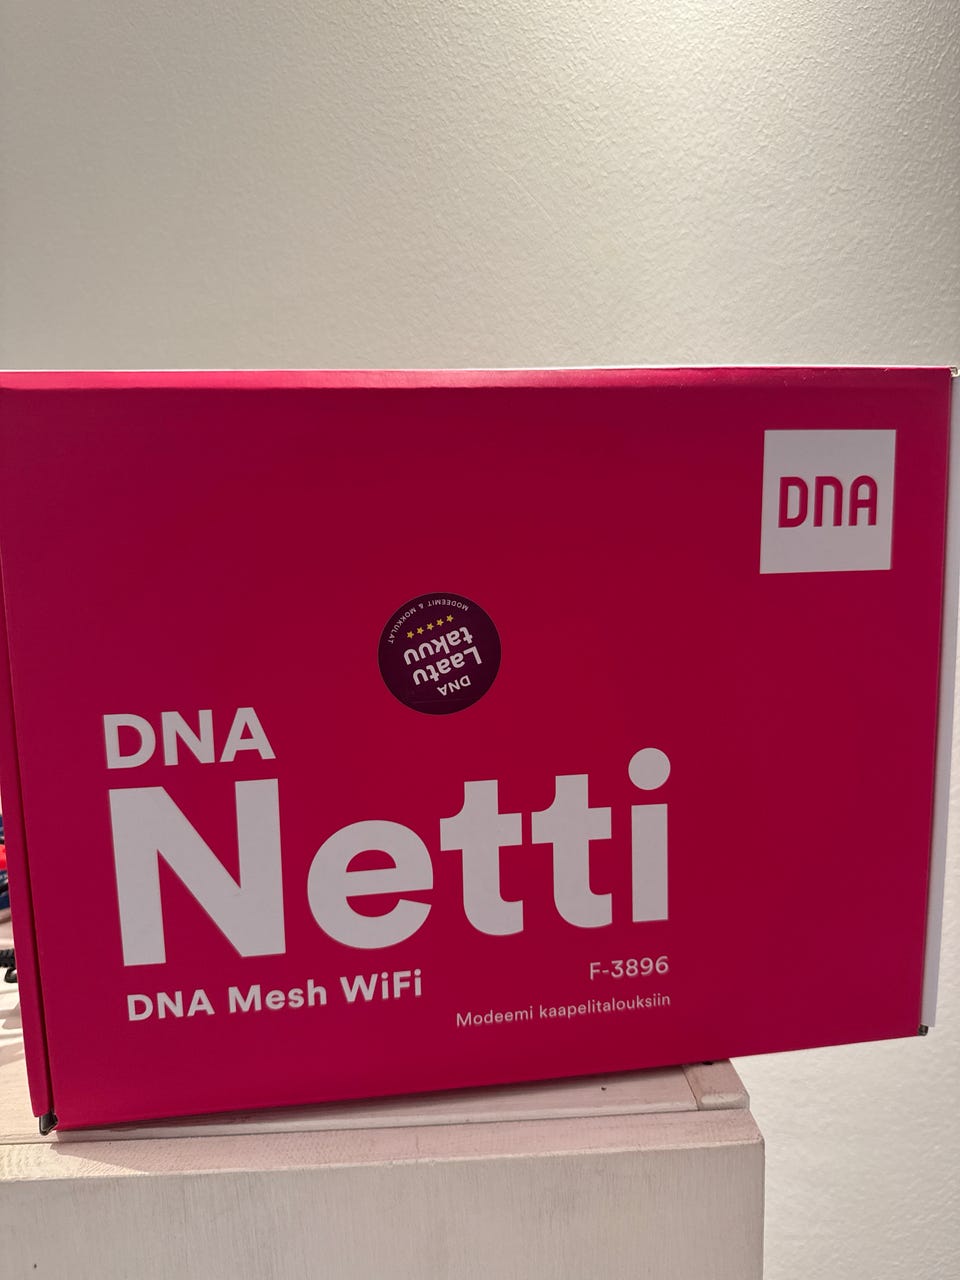 DNA
DNA
Laatu
takuu
MODEEMIT & MOKKULAT
DNA
Netti
DNA Mesh WiFi
F-3896
Modeemi kaapelitalouksiin